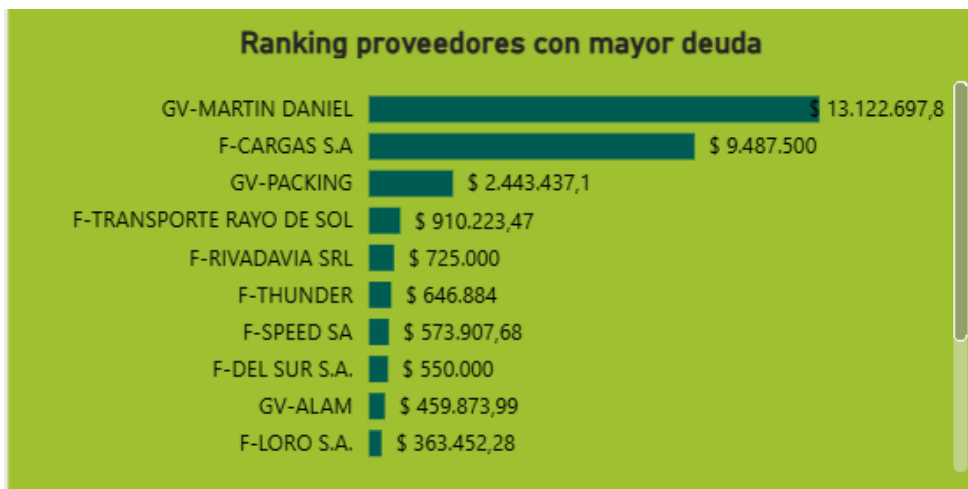 Ranking proveedores con mayor deuda
GV-MARTIN DANIEL $ 13.122.697,8
F-CARGAS S.A $ 9.487.500
GV-PACKING $ 2.443.437,1
F-TRANSPORTE RAYO DE SOL $ 910.223,47
F-RIVADAVIA SRL $ 725.000
F-THUNDER $ 646.884
F-SPEED SA $ 573.907,68
F-DEL SUR S.A. $ 550.000
GV-ALAM $ 459.873,99
F-LORO S.A. $ 363.452,28